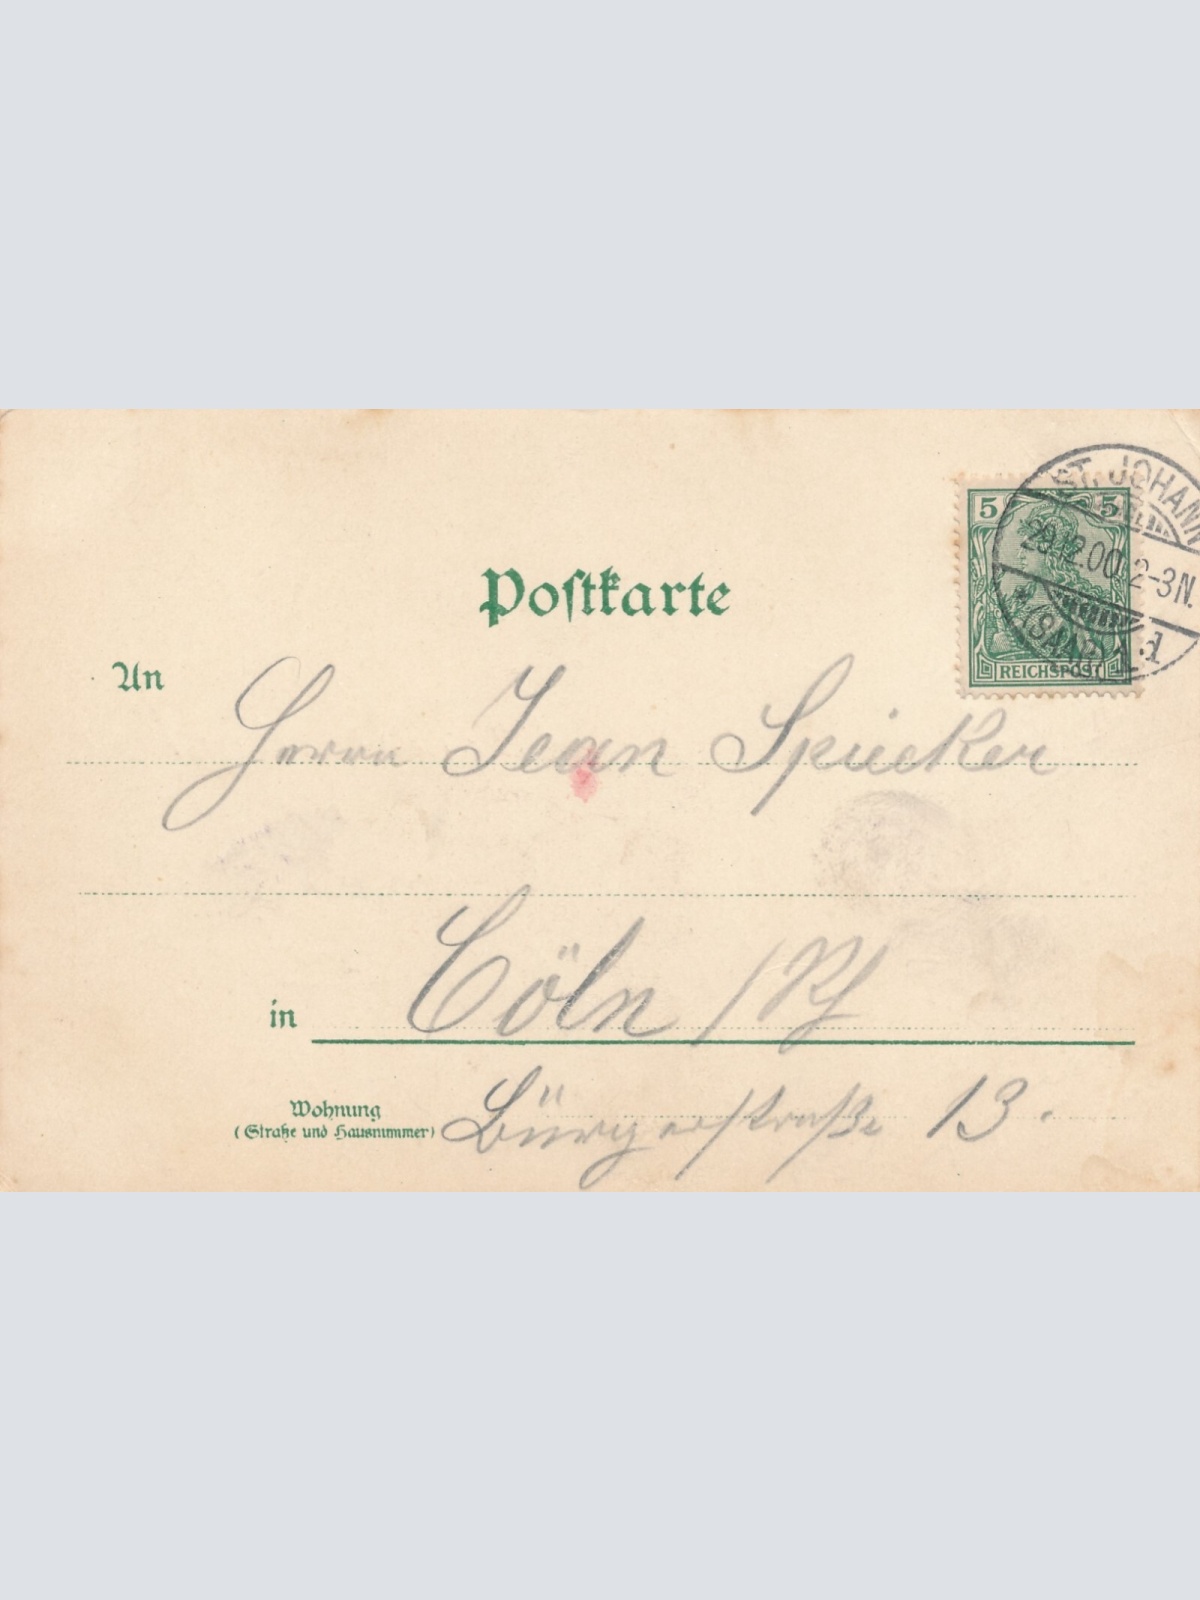 Postkarte
5 5
REICHSPOST
ST. JOHANN
29.12.00 2-3N.
* (SAAR) 1 d
An Herrn Jean Spiecker
in Cöln / Rh
Wohnung
(Straße und Hausnummer) Bürgerstraße 13.